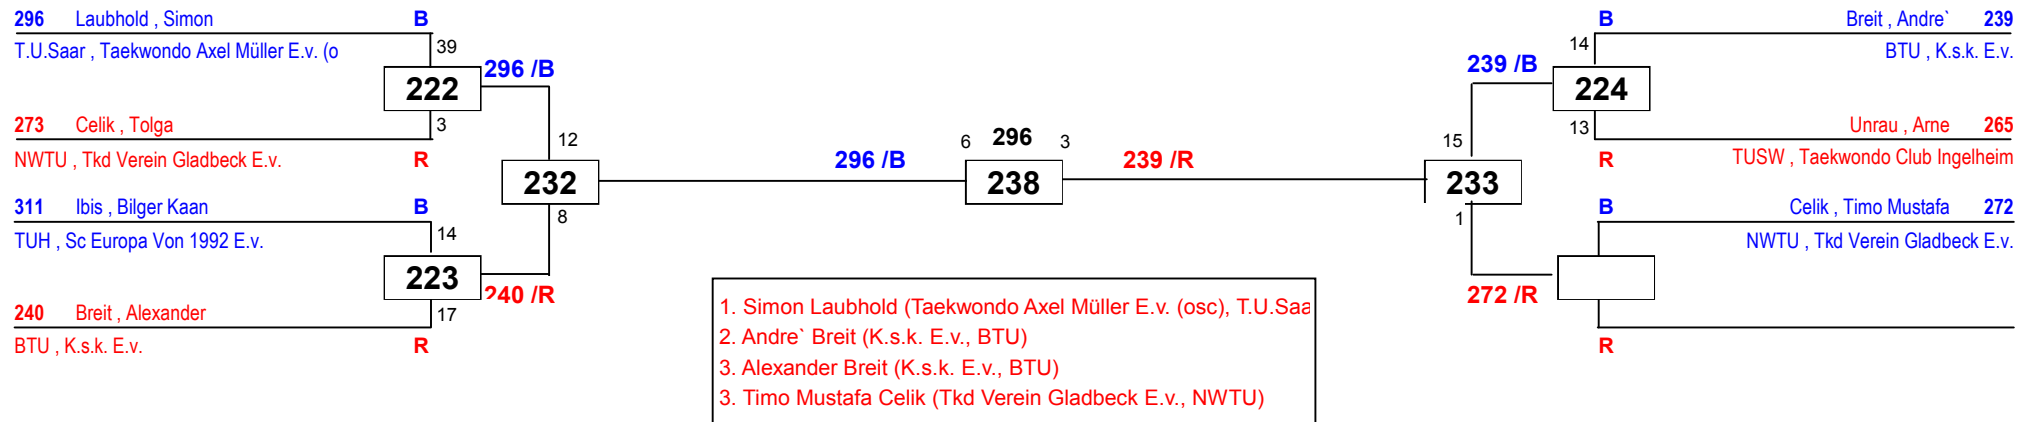 296 Laubhold , Simon B
T.U.Saar , Taekwondo Axel Müller E.v. (o
39
222
296 /B
3
273 Celik , Tolga
NWTU , Tkd Verein Gladbeck E.v. R
12
232
8
311 Ibis , Bilger Kaan B
TUH , Sc Europa Von 1992 E.v.
14
223
240 /R
17
240 Breit , Alexander
BTU , K.s.k. E.v. R
296 /B
6 296 3
238
239 /R
B Breit , Andre` 239
BTU , K.s.k. E.v.
14
239 /B
224
13
Unrau , Arne 265
R TUSW , Taekwondo Club Ingelheim
15
233
1
B Celik , Timo Mustafa 272
NWTU , Tkd Verein Gladbeck E.v.
272 /R
R
1. Simon Laubhold (Taekwondo Axel Müller E.v. (osc), T.U.Saa
2. Andre` Breit (K.s.k. E.v., BTU)
3. Alexander Breit (K.s.k. E.v., BTU)
3. Timo Mustafa Celik (Tkd Verein Gladbeck E.v., NWTU)